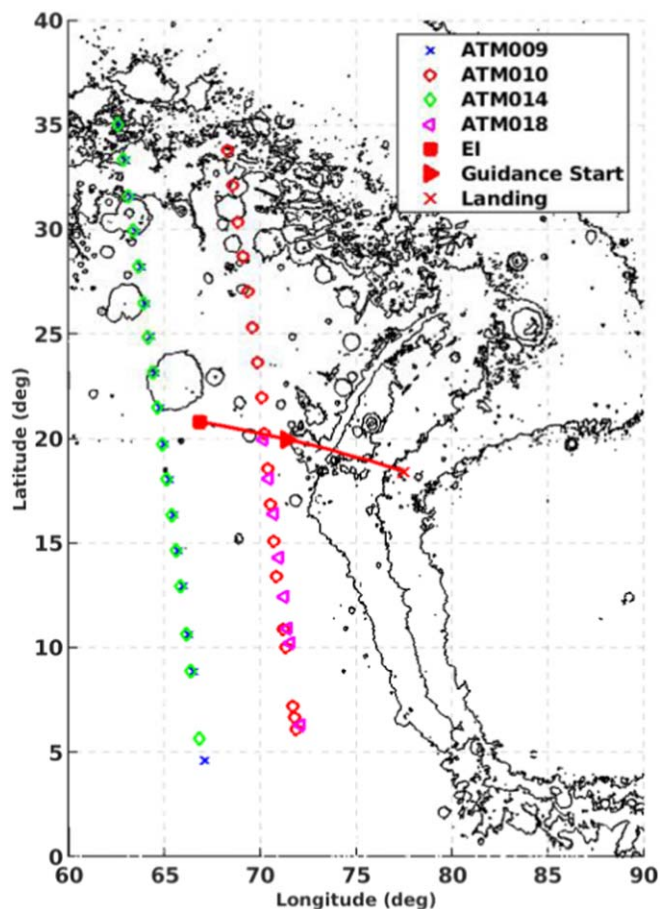 40
35
30
25
20
15
10
5
0
Latitude (deg)
ATM009
ATM010
ATM014
ATM018
EI
Guidance Start
Landing
60 65 70 75 80 85 90
Longitude (deg)